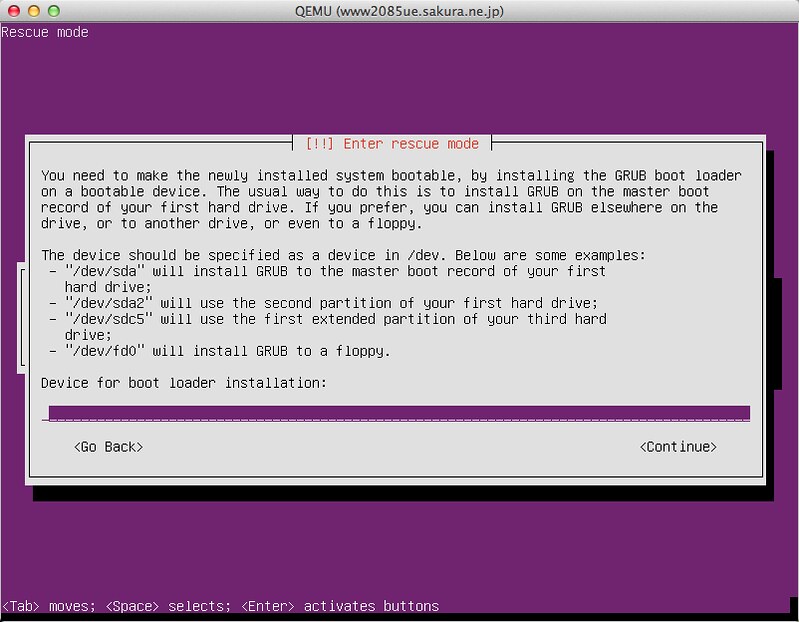 QEMU (www2085ue.sakura.ne.jp)
Rescue mode
[!!] Enter rescue mode
You need to make the newly installed system bootable, by installing the GRUB boot loader
on a bootable device. The usual way to do this is to install GRUB on the master boot
record of your first hard drive. If you prefer, you can install GRUB elsewhere on the
drive, or to another drive, or even to a floppy.
The device should be specified as a device in /dev. Below are some examples:
- "/dev/sda" will install GRUB to the master boot record of your first
hard drive;
- "/dev/sda2" will use the second partition of your first hard drive;
- "/dev/sdc5" will use the first extended partition of your third hard
drive;
- "/dev/fd0" will install GRUB to a floppy.
Device for boot loader installation:
<Go Back> <Continue>
<Tab> moves; <Space> selects; <Enter> activates buttons